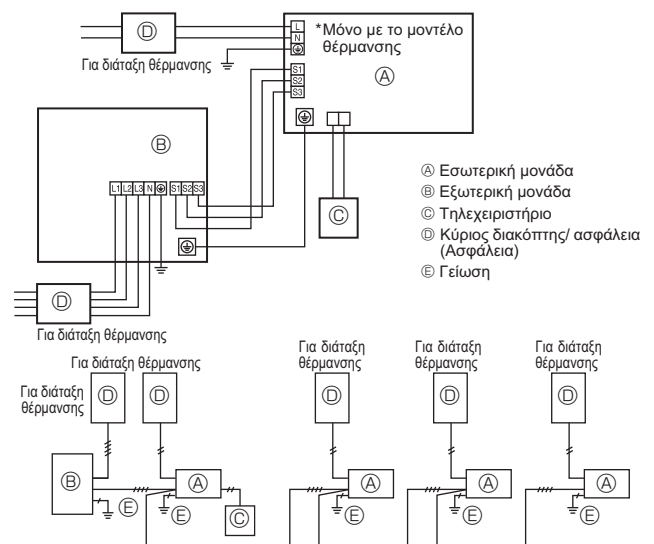 Ⓓ
L
N
*Μόνο με το μοντέλο
θέρμανσης
Για διάταξη θέρμανσης
S1
S2
S3
Ⓐ
Ⓑ
L1 L2 L3 N S1 S2 S3
Ⓒ
Ⓐ Εσωτερική μονάδα
Ⓑ Εξωτερική μονάδα
Ⓒ Τηλεχειριστήριο
Ⓓ Κύριος διακόπτης/ ασφάλεια
(Ασφάλεια)
Ⓔ Γείωση
Ⓓ
Για διάταξη θέρμανσης
Για διάταξη θέρμανσης
Για διάταξη
θέρμανσης
Για διάταξη
θέρμανσης
Για διάταξη
θέρμανσης
Για διάταξη
θέρμανσης
Ⓓ Ⓓ Ⓓ Ⓓ Ⓓ
Ⓑ Ⓐ Ⓐ Ⓐ Ⓐ
Ⓔ Ⓔ Ⓒ Ⓔ Ⓔ Ⓔ